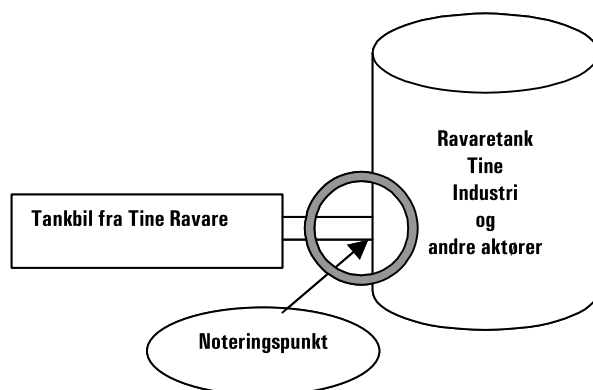 Ravaretank
Tine
Industri
og
andre aktører
Tankbil fra Tine Ravare
Noteringspunkt